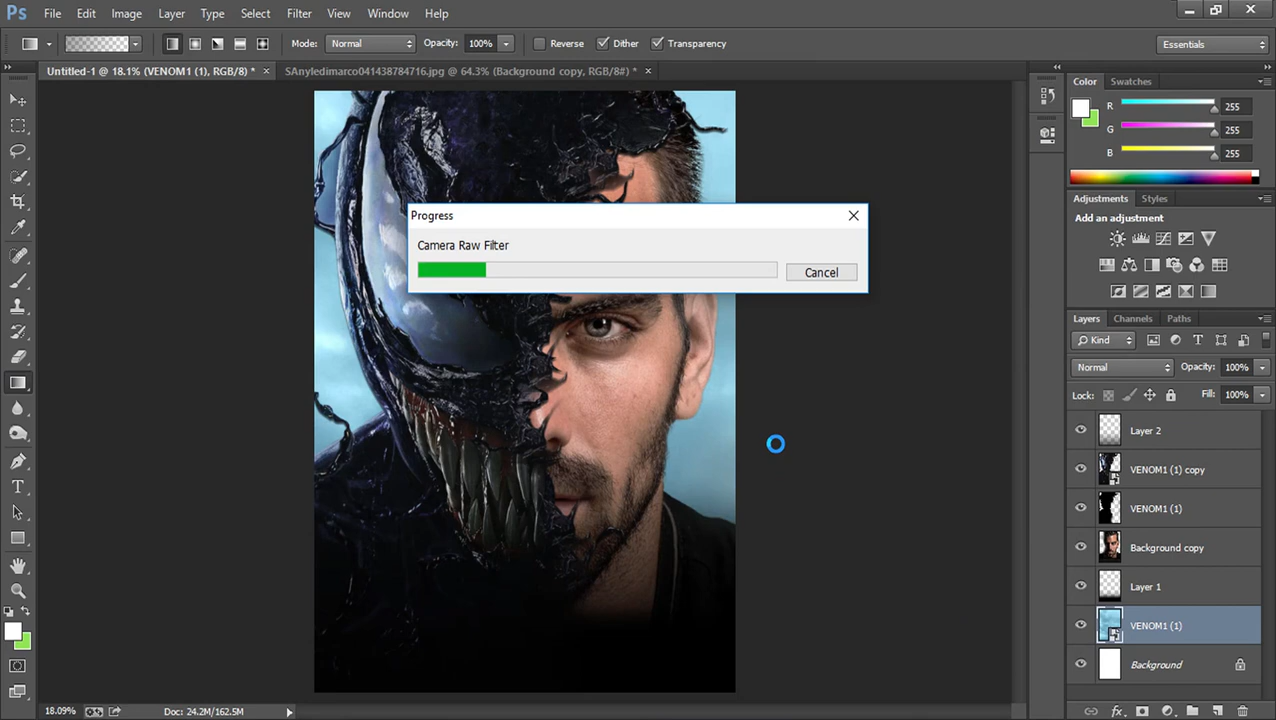 Ps File Edit Image Layer Type Select Filter View Window Help
Mode: Normal Opacity: 100% Reverse Dither Transparency Essentials
Untitled-1 @ 18.1% (VENOM1 (1), RGB/8) * SAnyledimarco041438784716.jpg @ 64.3% (Background copy, RGB/8#) *
Color Swatches
R 255
G 255
B 255
Progress
Camera Raw Filter
Cancel
Adjustments Styles
Add an adjustment
Layers Channels Paths
Kind
Normal Opacity: 100%
Lock: Fill: 100%
Layer 2
VENOM1 (1) copy
VENOM1 (1)
Background copy
Layer 1
VENOM1 (1)
Background
18.09% Doc: 24.2M/162.5M